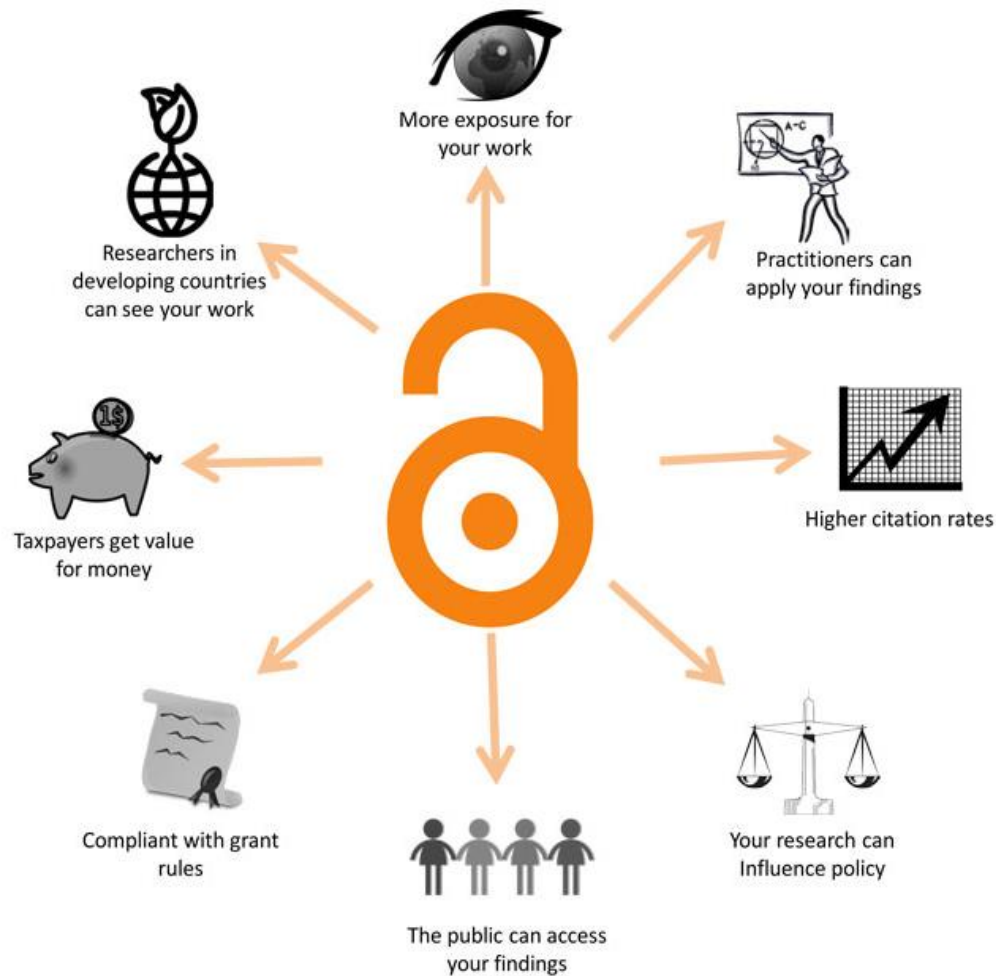 More exposure for
your work
A-C
Practitioners can
apply your findings
Researchers in
developing countries
can see your work
1$
Higher citation rates
Taxpayers get value
for money
Your research can
Influence policy
Compliant with grant
rules
The public can access
your findings